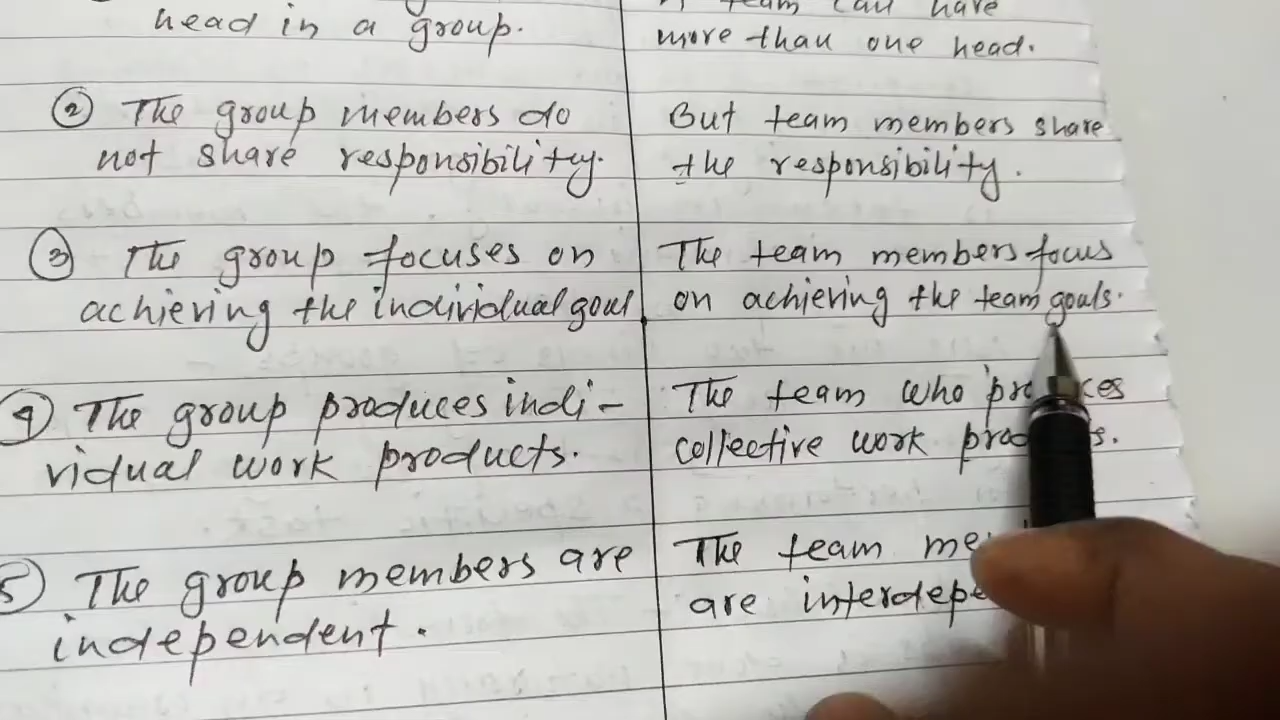 head in a group.
team can have
more than one head.
② The group members do
not share responsibility.
But team members share
the responsibility.
③ The group focuses on
achieving the individual goal
The team members focus
on achieving the team goals.
④ The group produces indi-
vidual work products.
The team who
collective work
⑤ The group members are
independent.
The team
are